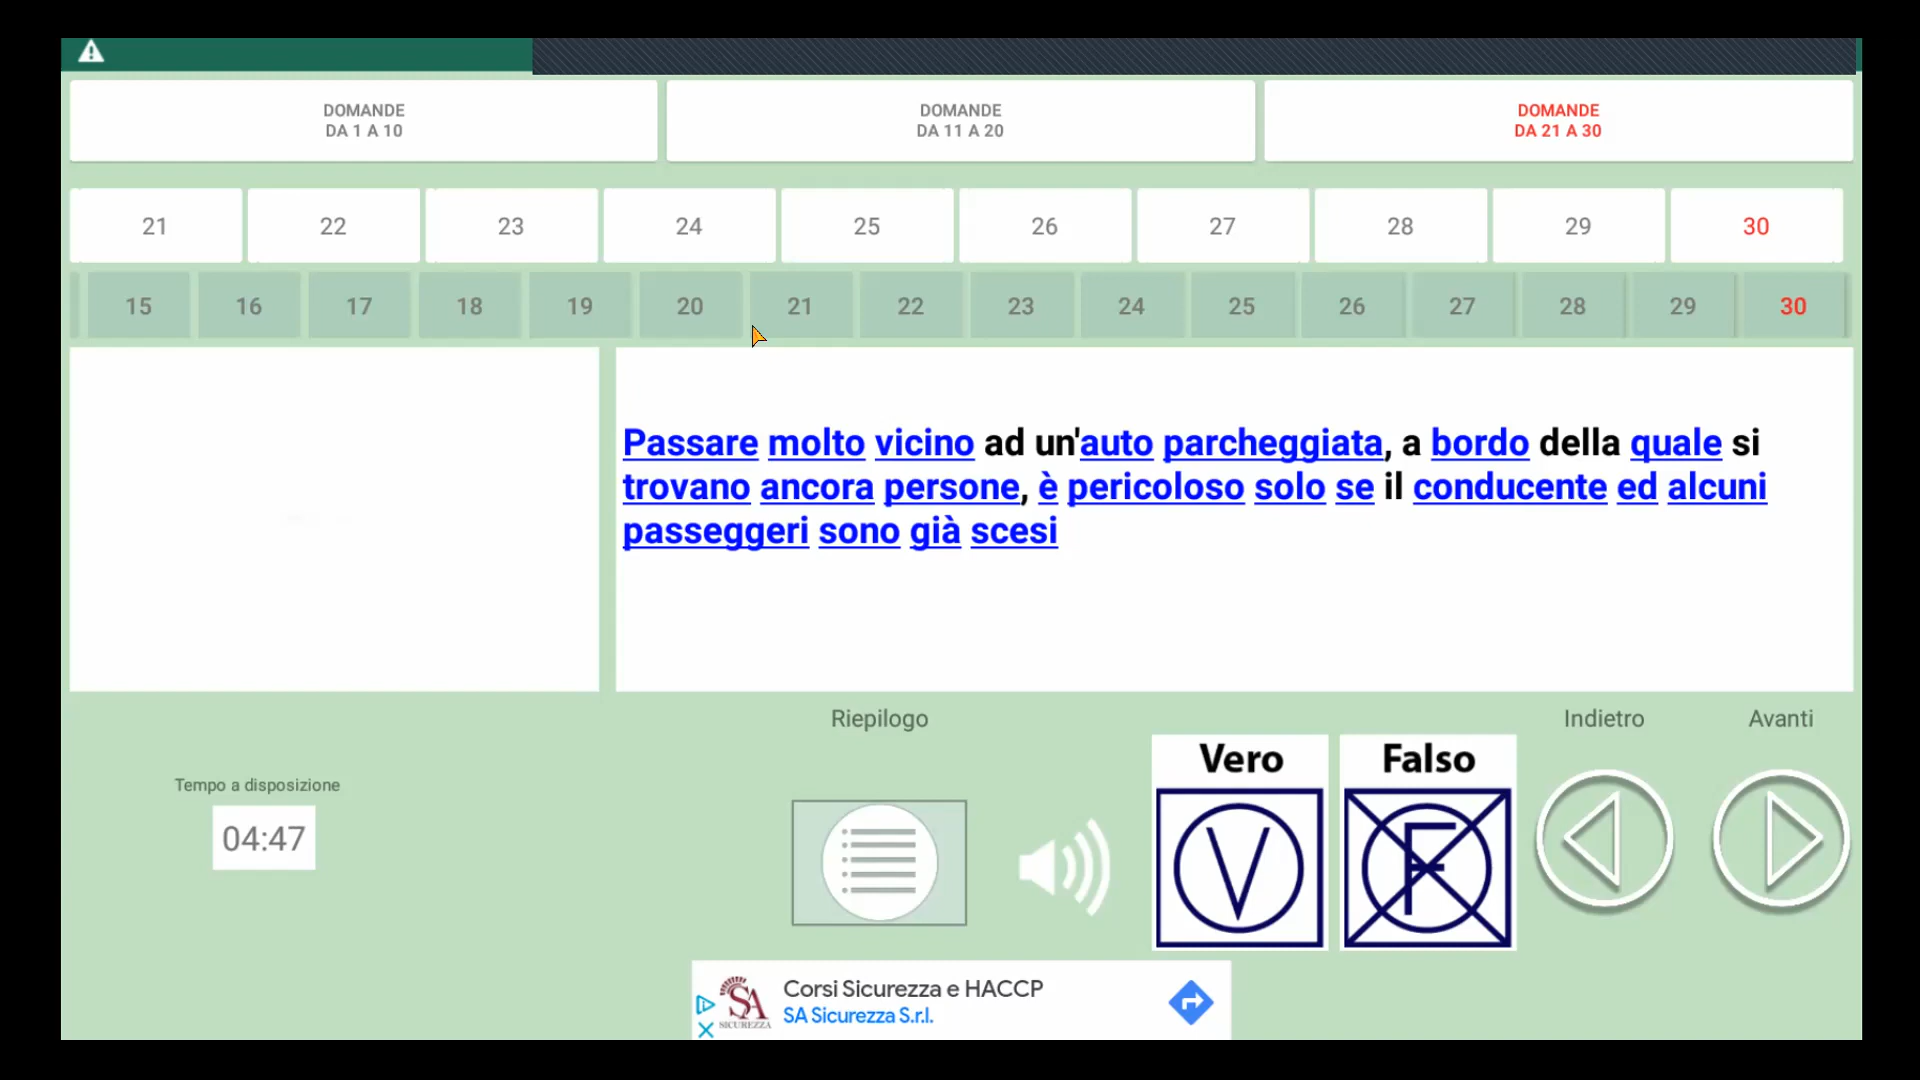 DOMANDE
DA 1 A 10
DOMANDE
DA 11 A 20
DOMANDE
DA 21 A 30
21 22 23 24 25 26 27 28 29 30
15 16 17 18 19 20 21 22 23 24 25 26 27 28 29 30
Passare molto vicino ad un'auto parcheggiata, a bordo della quale si
trovano ancora persone, è pericoloso solo se il conducente ed alcuni
passeggeri sono già scesi
Riepilogo
Indietro
Avanti
Tempo a disposizione
04:47
Vero
V
Falso
F
SA
SICUREZZA
Corsi Sicurezza e HACCP
SA Sicurezza S.r.l.